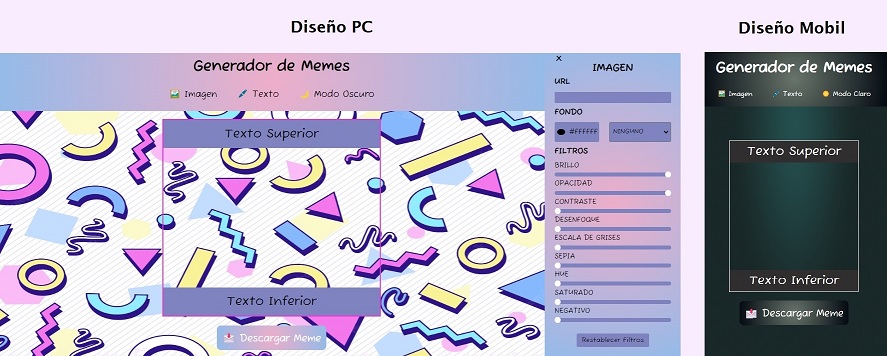 Diseño PC
Generador de Memes
Imagen Texto Modo Oscuro
Texto Superior
Texto Inferior
Descargar Meme
X
IMAGEN
URL
FONDO
#FFFFFF NINGUNO
FILTROS
BRILLO
OPACIDAD
CONTRASTE
DESENFOQUE
ESCALA DE GRISES
SEPIA
HUE
SATURADO
NEGATIVO
Restablecer Filtros
Diseño Mobil
Generador de Memes
Imagen Texto Modo Claro
Texto Superior
Texto Inferior
Descargar Meme